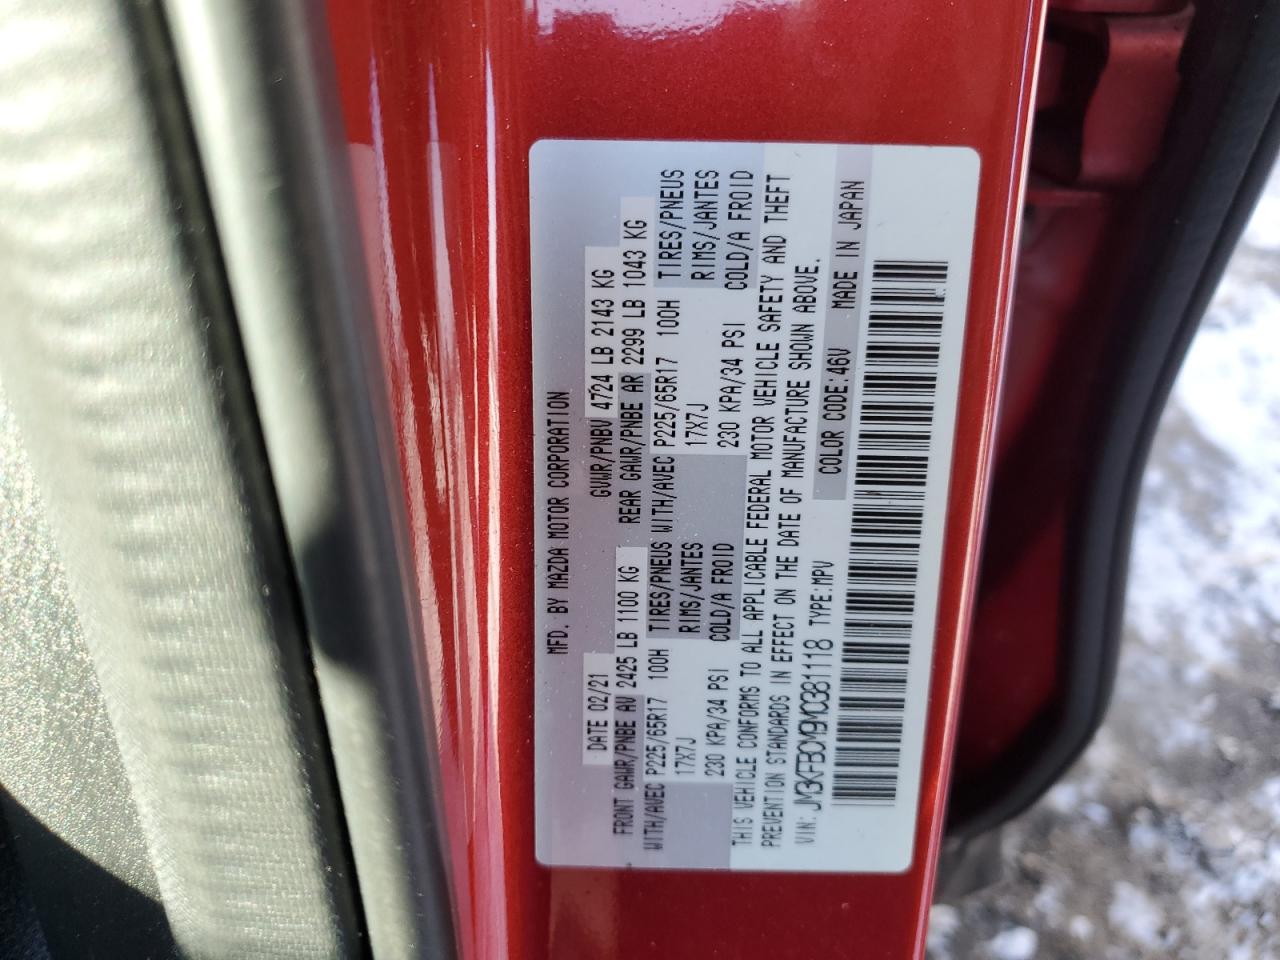 MFD. BY MAZDA MOTOR CORPORATION
DATE 02/21 GVWR/PNBV 4724 LB 2143 KG
FRONT GAWR/PNBE AV 2425 LB 1100 KG REAR GAWR/PNBE AR 2299 LB 1043 KG
WITH/AVEC P225/65R17 100H TIRES/PNEUS WITH/AVEC P225/65R17 100H TIRES/PNEUS
17X7J RIMS/JANTES 17X7J RIMS/JANTES
230 KPA/34 PSI COLD/A FROID 230 KPA/34 PSI COLD/A FROID
THIS VEHICLE CONFORMS TO ALL APPLICABLE FEDERAL MOTOR VEHICLE SAFETY AND THEFT
PREVENTION STANDARDS IN EFFECT ON THE DATE OF MANUFACTURE SHOWN ABOVE.
VIN: JM3KFBCM9M0381118 TYPE:MPV COLOR CODE:46V MADE IN JAPAN